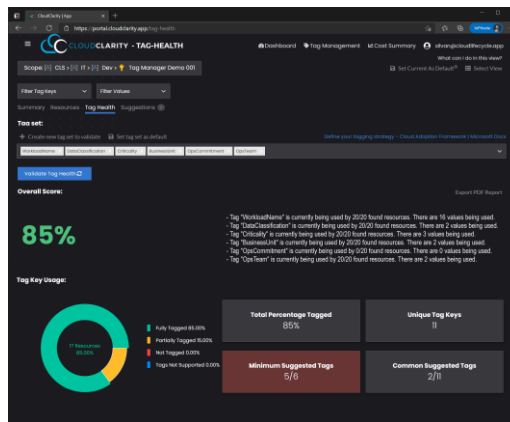 CloudClarity | App
https://portal.cloudclarity.app/tag-health
InPrivate
CLOUDCLARITY - TAG-HEALTH
Dashboard Tag Management Cost Summary silvan@cloudlifecycle.app
What can I do in this view?
Scope: [A] CLS > [A] IT > [A] Dev > Tag Manager Demo 001
Set Current As Default Select View
Filter Tag Keys Filter Values
Summary Resources Tag Health Suggestions
Tag set:
Create new tag set to validate Set tag set as default Define your tagging strategy - Cloud Adoption Framework | Microsoft Docs
WorkloadName DataClassification Criticality BusinessUnit OpsCommitment OpsTeam
Validate Tag Health
Overall Score: Export PDF Report
85%
- Tag "WorkloadName" is currently being used by 20/20 found resources. There are 16 values being used.
- Tag "DataClassification" is currently being used by 20/20 found resources. There are 2 values being used.
- Tag "Criticality" is currently being used by 20/20 found resources. There are 3 values being used.
- Tag "BusinessUnit" is currently being used by 20/20 found resources. There are 2 values being used.
- Tag "OpsCommitment" is currently being used by 0/20 found resources. There are 0 values being used.
- Tag "OpsTeam" is currently being used by 20/20 found resources. There are 2 values being used.
Tag Key Usage:
17 Resources
85.00%
Fully Tagged 85.00%
Partially Tagged 15.00%
Not Tagged 0.00%
Tags Not Supported 0.00%
Total Percentage Tagged
85%
Unique Tag Keys
11
Minimum Suggested Tags
5/6
Common Suggested Tags
2/11